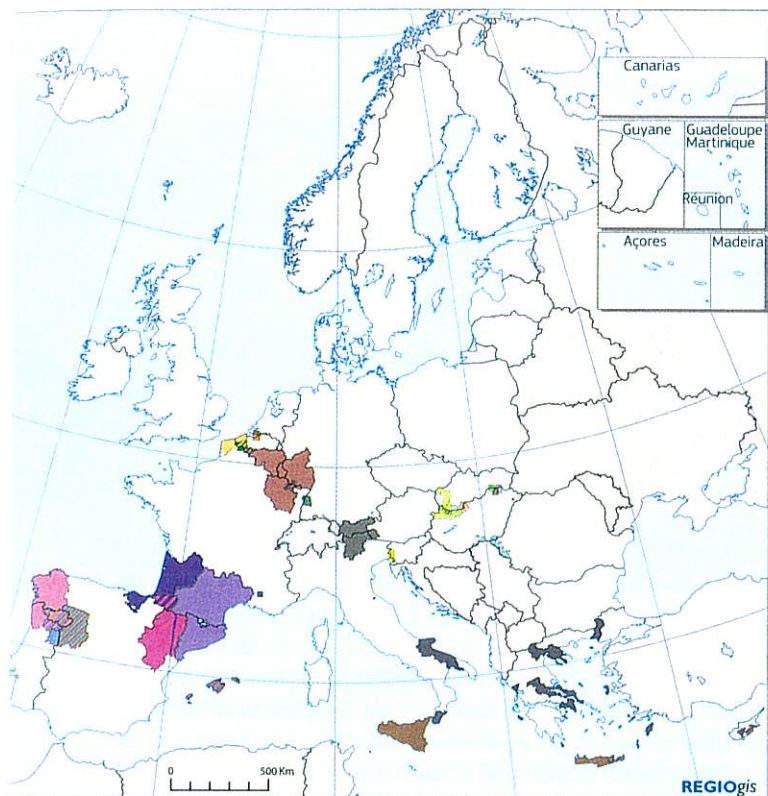 Canarias
Guyane
Guadeloupe
Martinique
Réunion
Açores
Madeira
0
500 Km
REGIOgis